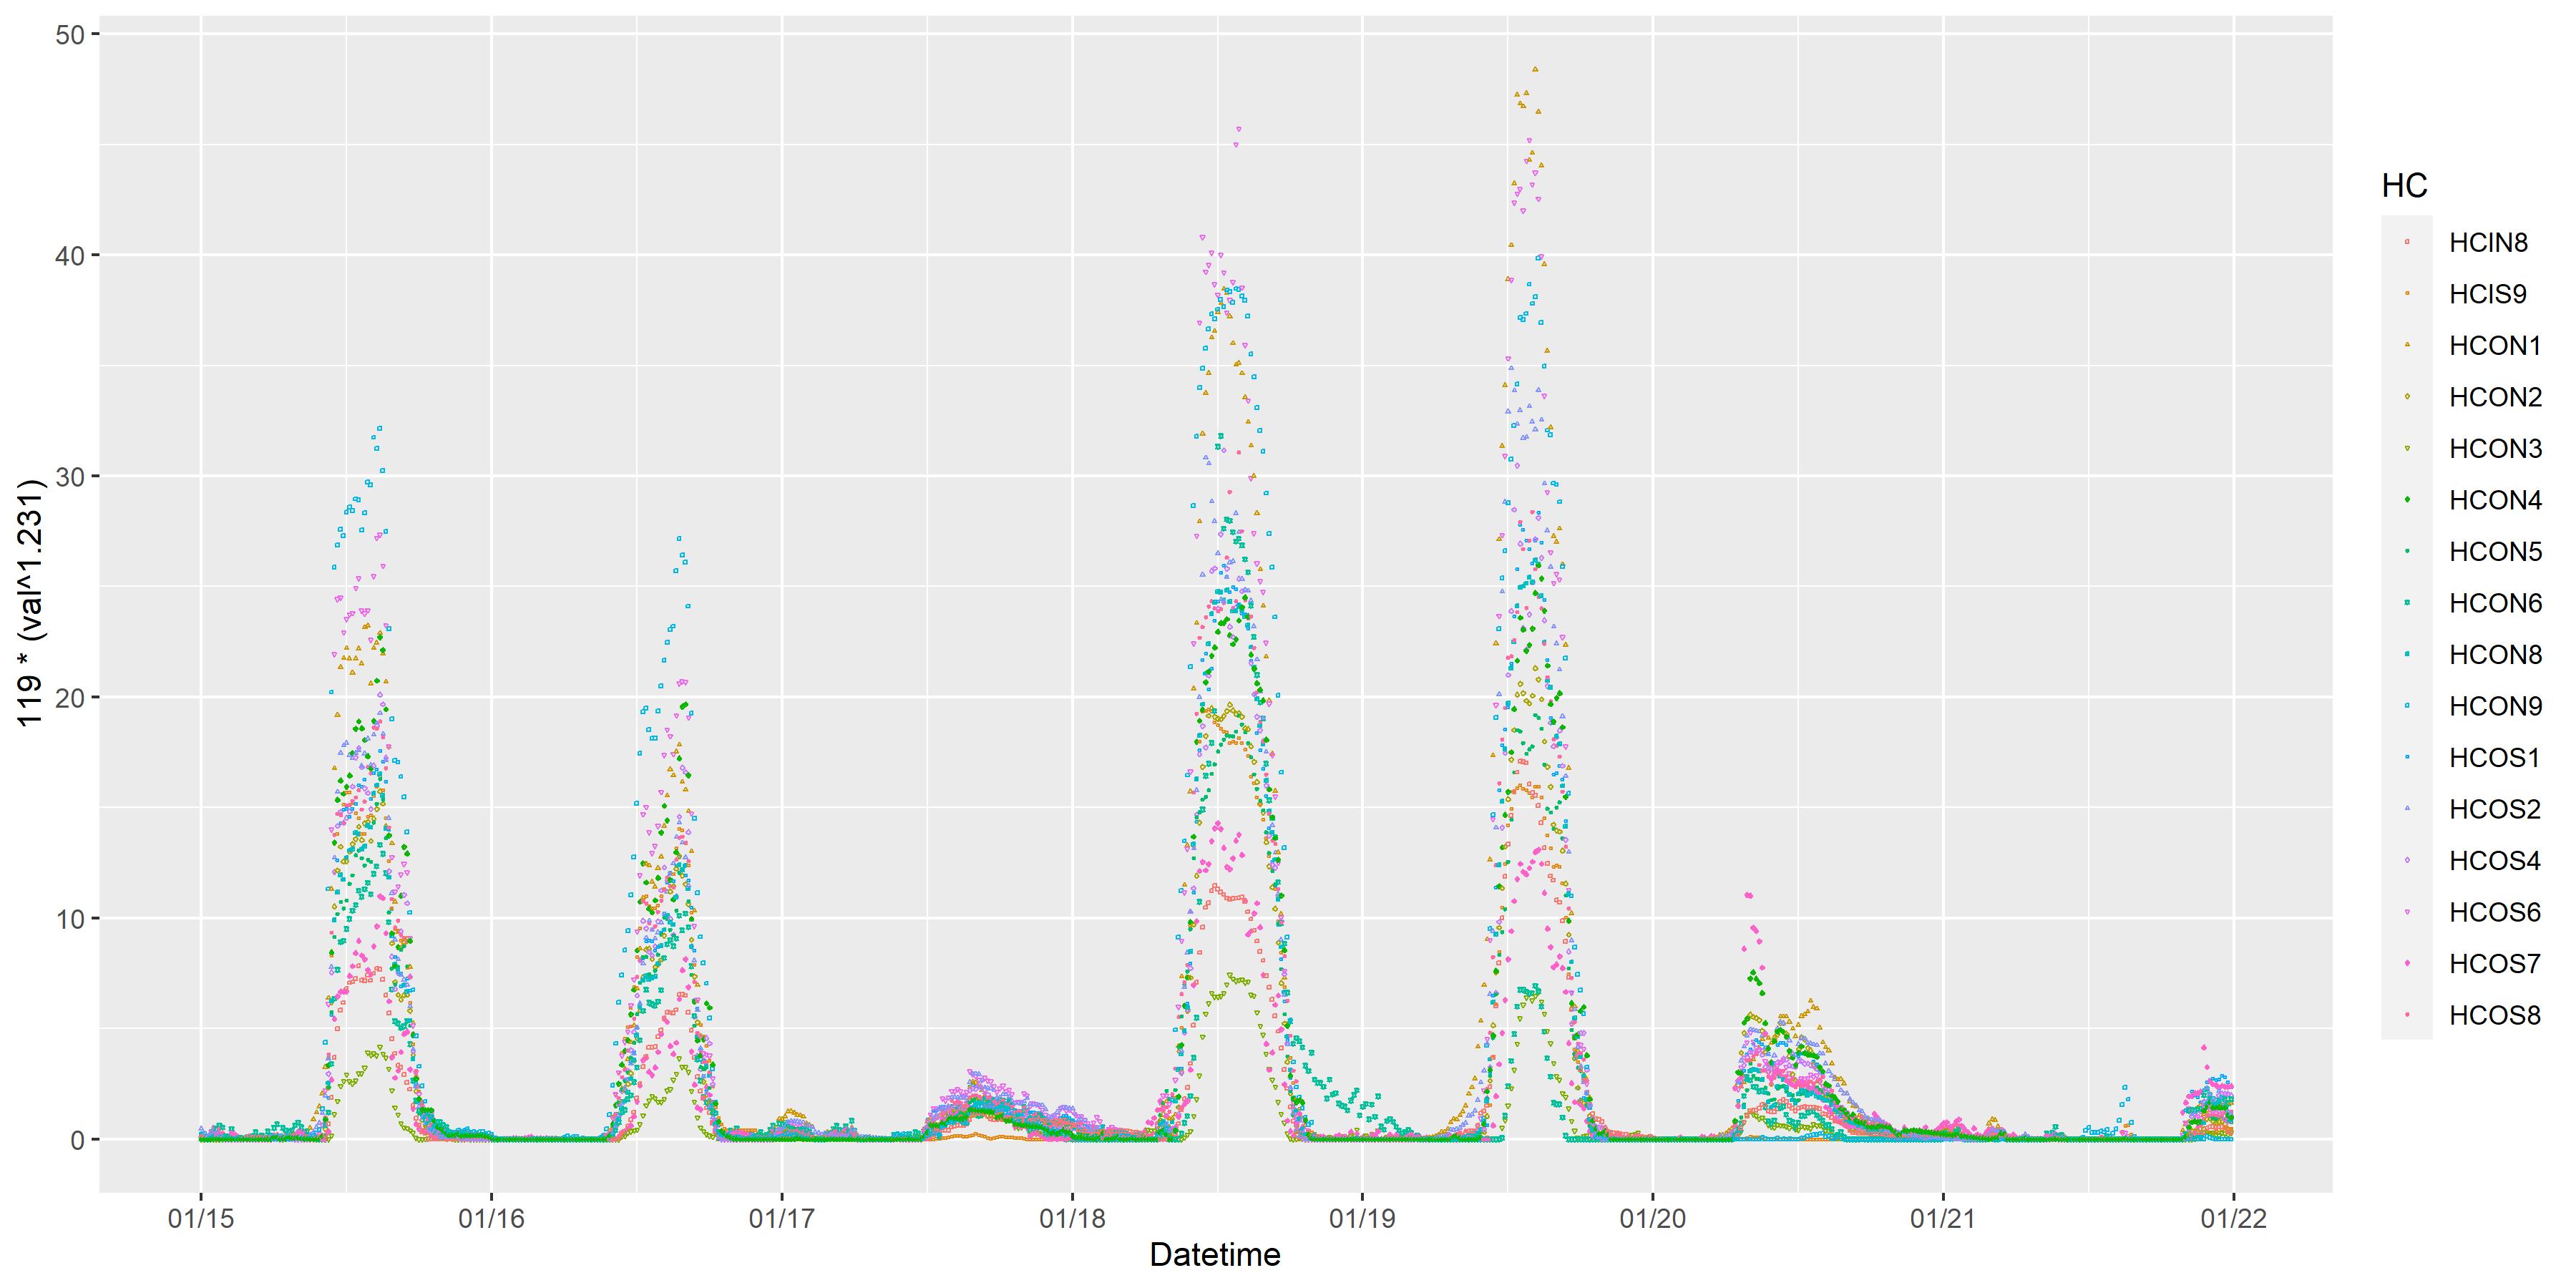 50
40
30
20
10
0
119 * (val^1.231)
01/15 01/16 01/17 01/18 01/19 01/20 01/21 01/22
Datetime
HC
HCIN8
HCIS9
HCON1
HCON2
HCON3
HCON4
HCON5
HCON6
HCON8
HCON9
HCOS1
HCOS2
HCOS4
HCOS6
HCOS7
HCOS8